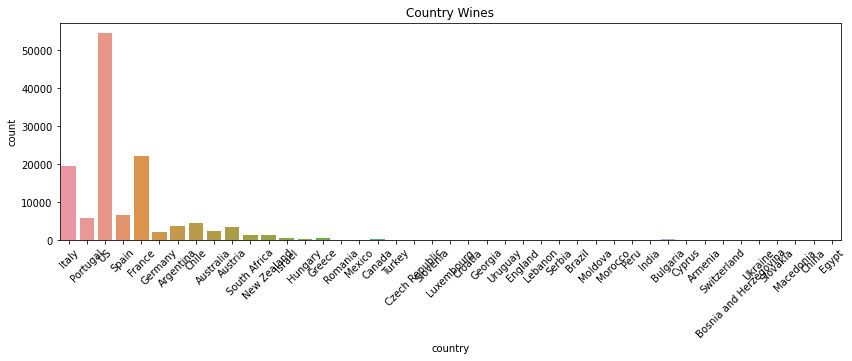 Country Wines
count
50000
40000
30000
20000
10000
0
Italy
Portugal
US
Spain
France
Germany
Argentina
Chile
Australia
Austria
South Africa
New Zealand
Israel
Hungary
Greece
Romania
Mexico
Canada
Turkey
Czech Republic
Slovenia
Luxembourg
Croatia
Georgia
Uruguay
England
Lebanon
Serbia
Brazil
Moldova
Morocco
Peru
India
Bulgaria
Cyprus
Armenia
Switzerland
Bosnia and Herzegovina
Ukraine
Slovakia
Macedonia
China
Egypt
country